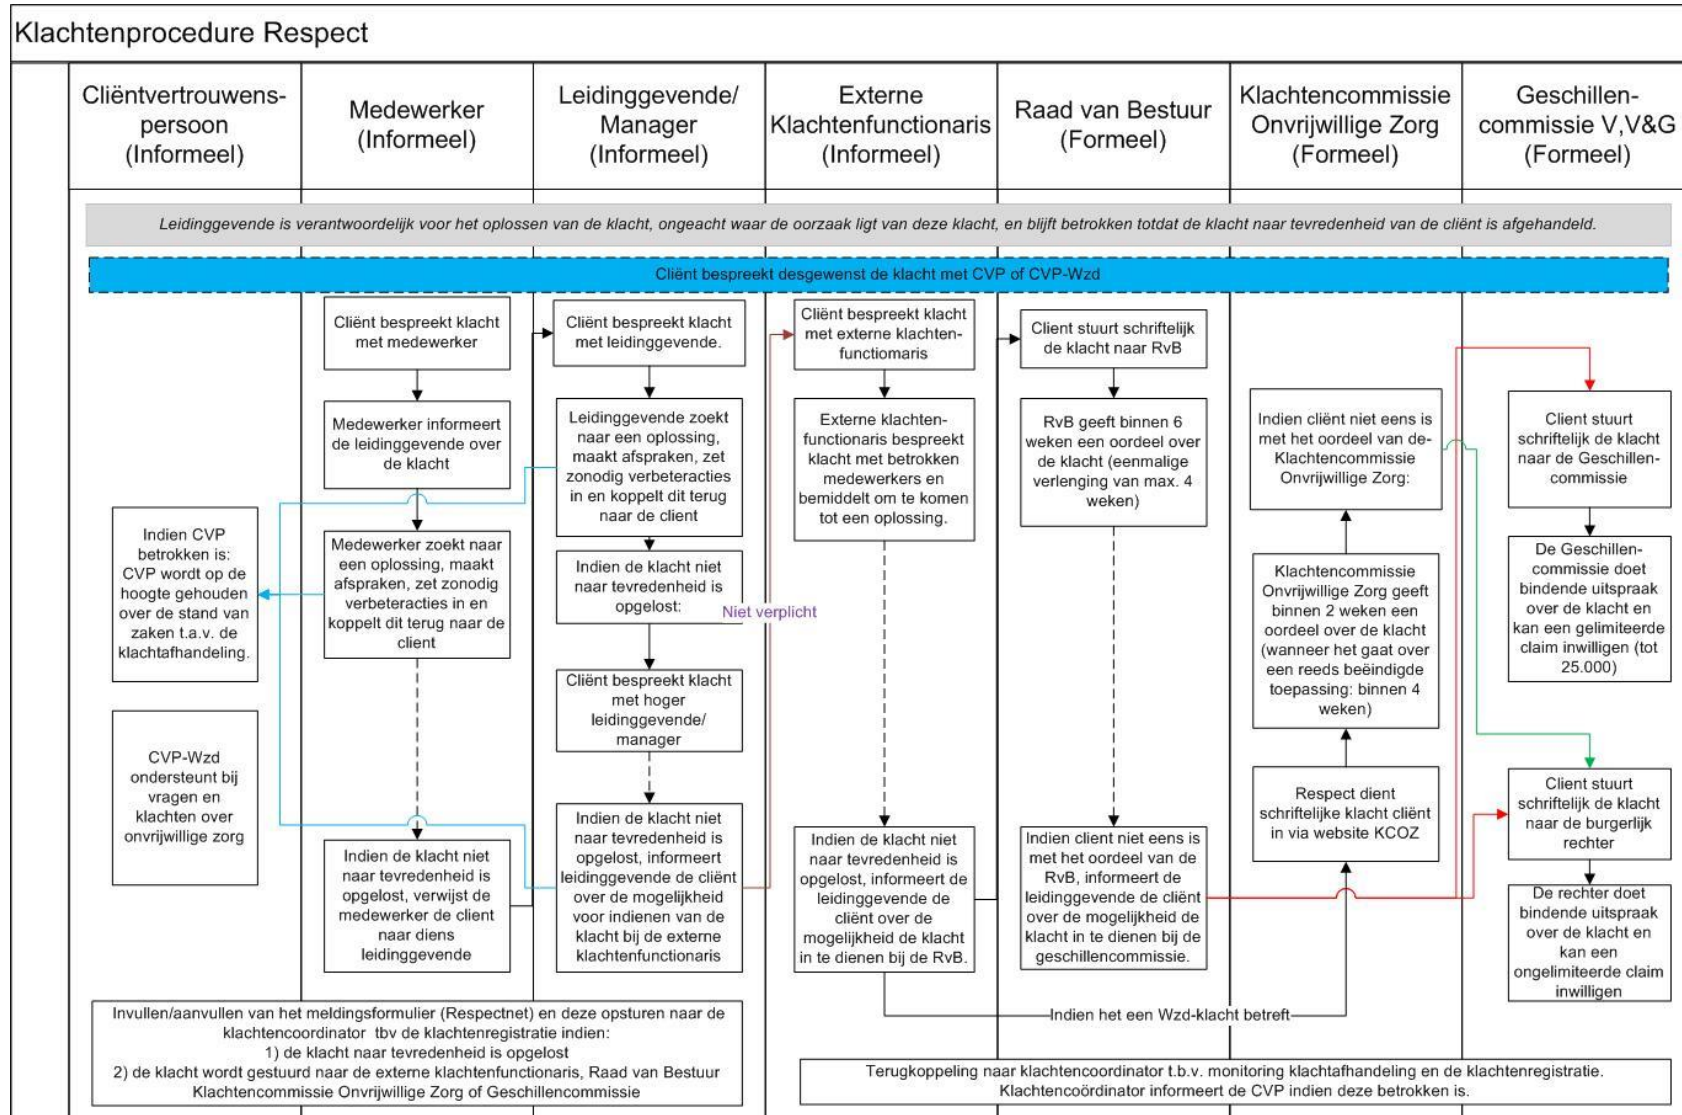 Klachtenprocedure Respect
Cliëntvertrouwens-
persoon
(Informeel)
Medewerker
(Informeel)
Leidinggevende/
Manager
(Informeel)
Externe
Klachtenfunctionaris
(Informeel)
Raad van Bestuur
(Formeel)
Klachtencommissie
Onvrijwillige Zorg
(Formeel)
Geschillen-
commissie V,V&G
(Formeel)
Leidinggevende is verantwoordelijk voor het oplossen van de klacht, ongeacht waar de oorzaak ligt van deze klacht, en blijft betrokken totdat de klacht naar tevredenheid van de cliënt is afgehandeld.
Cliënt bespreekt desgewenst de klacht met CVP of CVP-Wzd
Indien CVP
betrokken is:
CVP wordt op de
hoogte gehouden
over de stand van
zaken t.a.v. de
klachtafhandeling.
CVP-Wzd
ondersteunt bij
vragen en
klachten over
onvrijwillige zorg
Cliënt bespreekt klacht
met medewerker
Medewerker informeert
de leidinggevende over
de klacht
Medewerker zoekt naar
een oplossing, maakt
afspraken, zet zonodig
verbeteracties in en
koppelt dit terug naar de
client
Indien de klacht niet
naar tevredenheid is
opgelost, verwijst de
medewerker de client
naar diens
leidinggevende
Cliënt bespreekt klacht
met leidinggevende.
Leidinggevende zoekt
naar een oplossing,
maakt afspraken, zet
zonodig verbeteracties
in en koppelt dit terug
naar de client
Indien de klacht niet
naar tevredenheid is
opgelost:
Cliënt bespreekt klacht
met hoger
leidinggevende/
manager
Indien de klacht niet
naar tevredenheid is
opgelost, informeert
leidinggevende de cliënt
over de mogelijkheid
voor indienen van de
klacht bij de externe
klachtenfunctionaris
Niet verplicht
Cliënt bespreekt klacht
met externe klachten-
functiomaris
Externe klachten-
functionaris bespreekt
klacht met betrokken
medewerkers en
bemiddelt om te komen
tot een oplossing.
Indien de klacht niet
naar tevredenheid is
opgelost, informeert de
leidinggevende de
cliënt over de
mogelijkheid de klacht
in te dienen bij de RvB.
Client stuurt schriftelijk
de klacht naar RvB
RvB geeft binnen 6
weken een oordeel over
de klacht (eenmalige
verlenging van max. 4
weken)
Indien client niet eens is
met het oordeel van de
RvB, informeert de
leidinggevende de cliënt
over de mogelijkheid de
klacht in te dienen bij de
geschillencommissie.
Indien het een Wzd-klacht betreft
Indien cliënt niet eens is
met het oordeel van de-
Klachtencommissie
Onvrijwillige Zorg:
Klachtencommissie
Onvrijwillige Zorg geeft
binnen 2 weken een
oordeel over de klacht
(wanneer het gaat over
een reeds beëindigde
toepassing: binnen 4
weken)
Respect dient
schriftelijke klacht cliënt
in via website KCOZ
Client stuurt
schriftelijk de klacht
naar de Geschillen-
commissie
De Geschillen-
commissie doet
bindende uitspraak
over de klacht en
kan een gelimiteerde
claim inwilligen (tot
25.000)
Client stuurt
schriftelijk de klacht
naar de burgerlijk
rechter
De rechter doet
bindende uitspraak
over de klacht en
kan een
ongelimiteerde claim
inwilligen
Invullen/aanvullen van het meldingsformulier (Respectnet) en deze opsturen naar de
klachtencoordinator tbv de klachtenregistratie indien:
1) de klacht naar tevredenheid is opgelost
2) de klacht wordt gestuurd naar de externe klachtenfunctionaris, Raad van Bestuur
Klachtencommissie Onvrijwillige Zorg of Geschillencommissie
Terugkoppeling naar klachtencoordinator t.b.v. monitoring klachtafhandeling en de klachtenregistratie.
Klachtencoördinator informeert de CVP indien deze betrokken is.